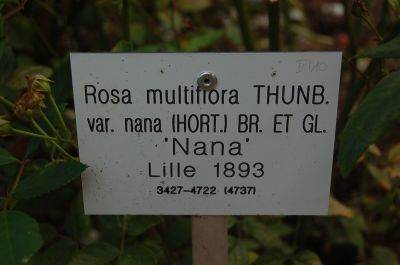 Rosa multiflora THUNB.
var. nana (HORT.) BR. ET GL.
'Nana'
Lille 1893
3427-4722 (4737)